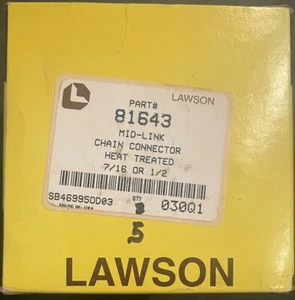 PART#
LAWSON
81643
MID-LINK
CHAIN CONNECTOR
HEAT TREATED
7/16 OR 1/2
SB469950D03
QTY
030Q1
5
LAWSON